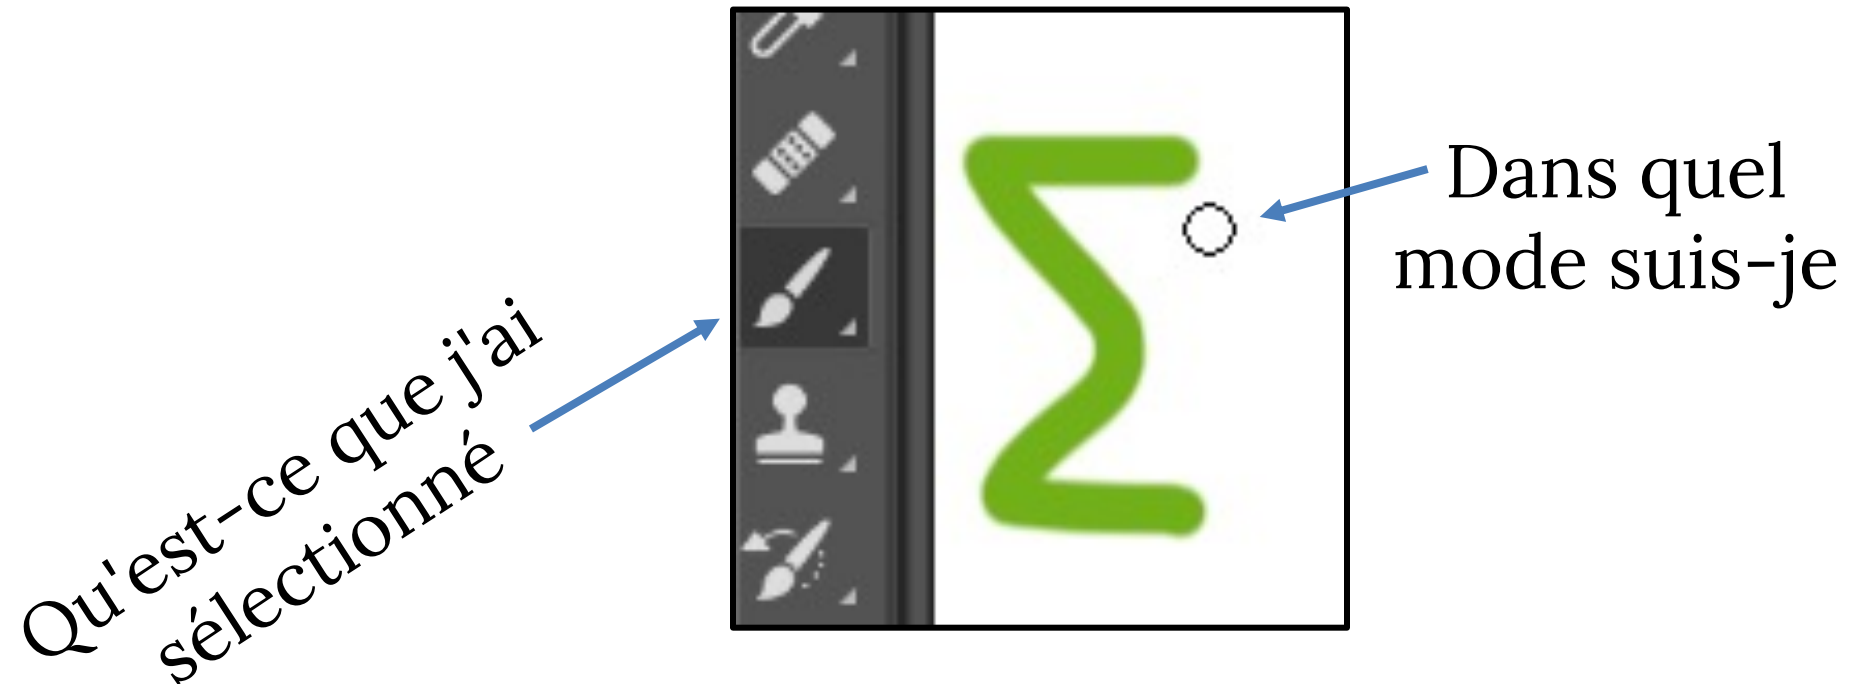 Qu'est-ce que j'ai
sélectionné
Σ
Dans quel
mode suis-je